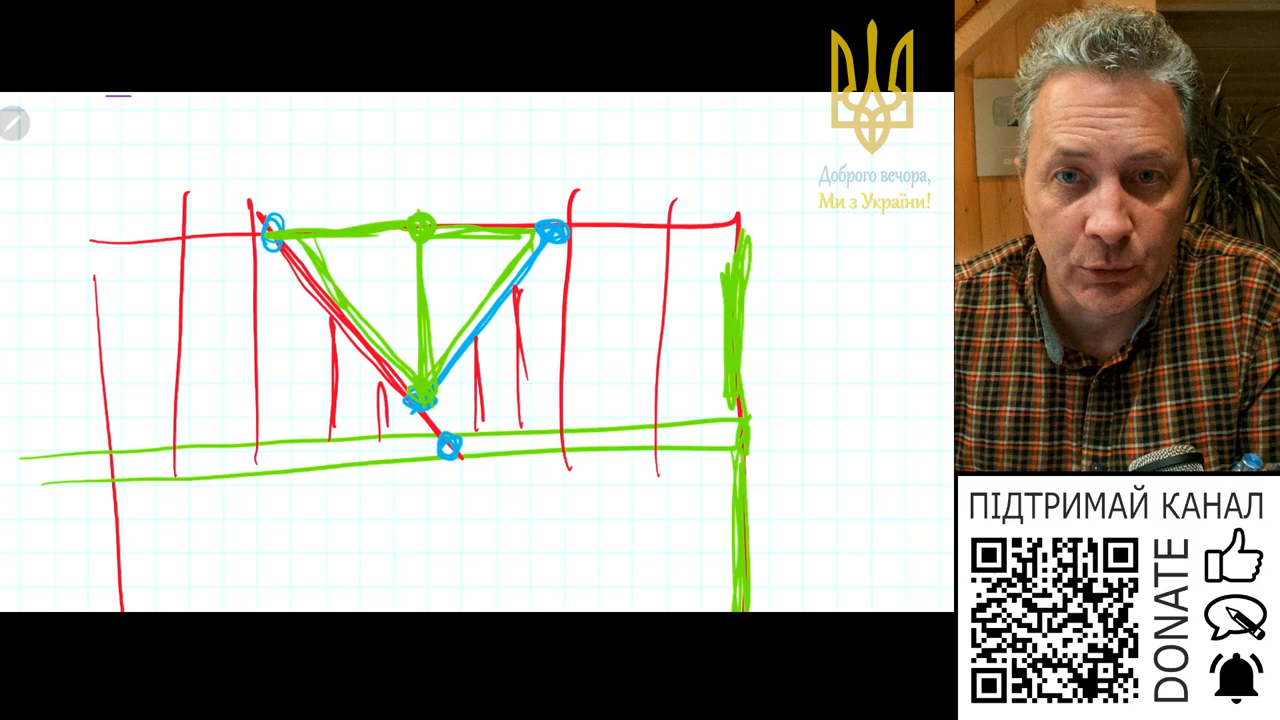 Доброго вечора,
Ми з України!
ПІДТРИМАЙ КАНАЛ
DONATE